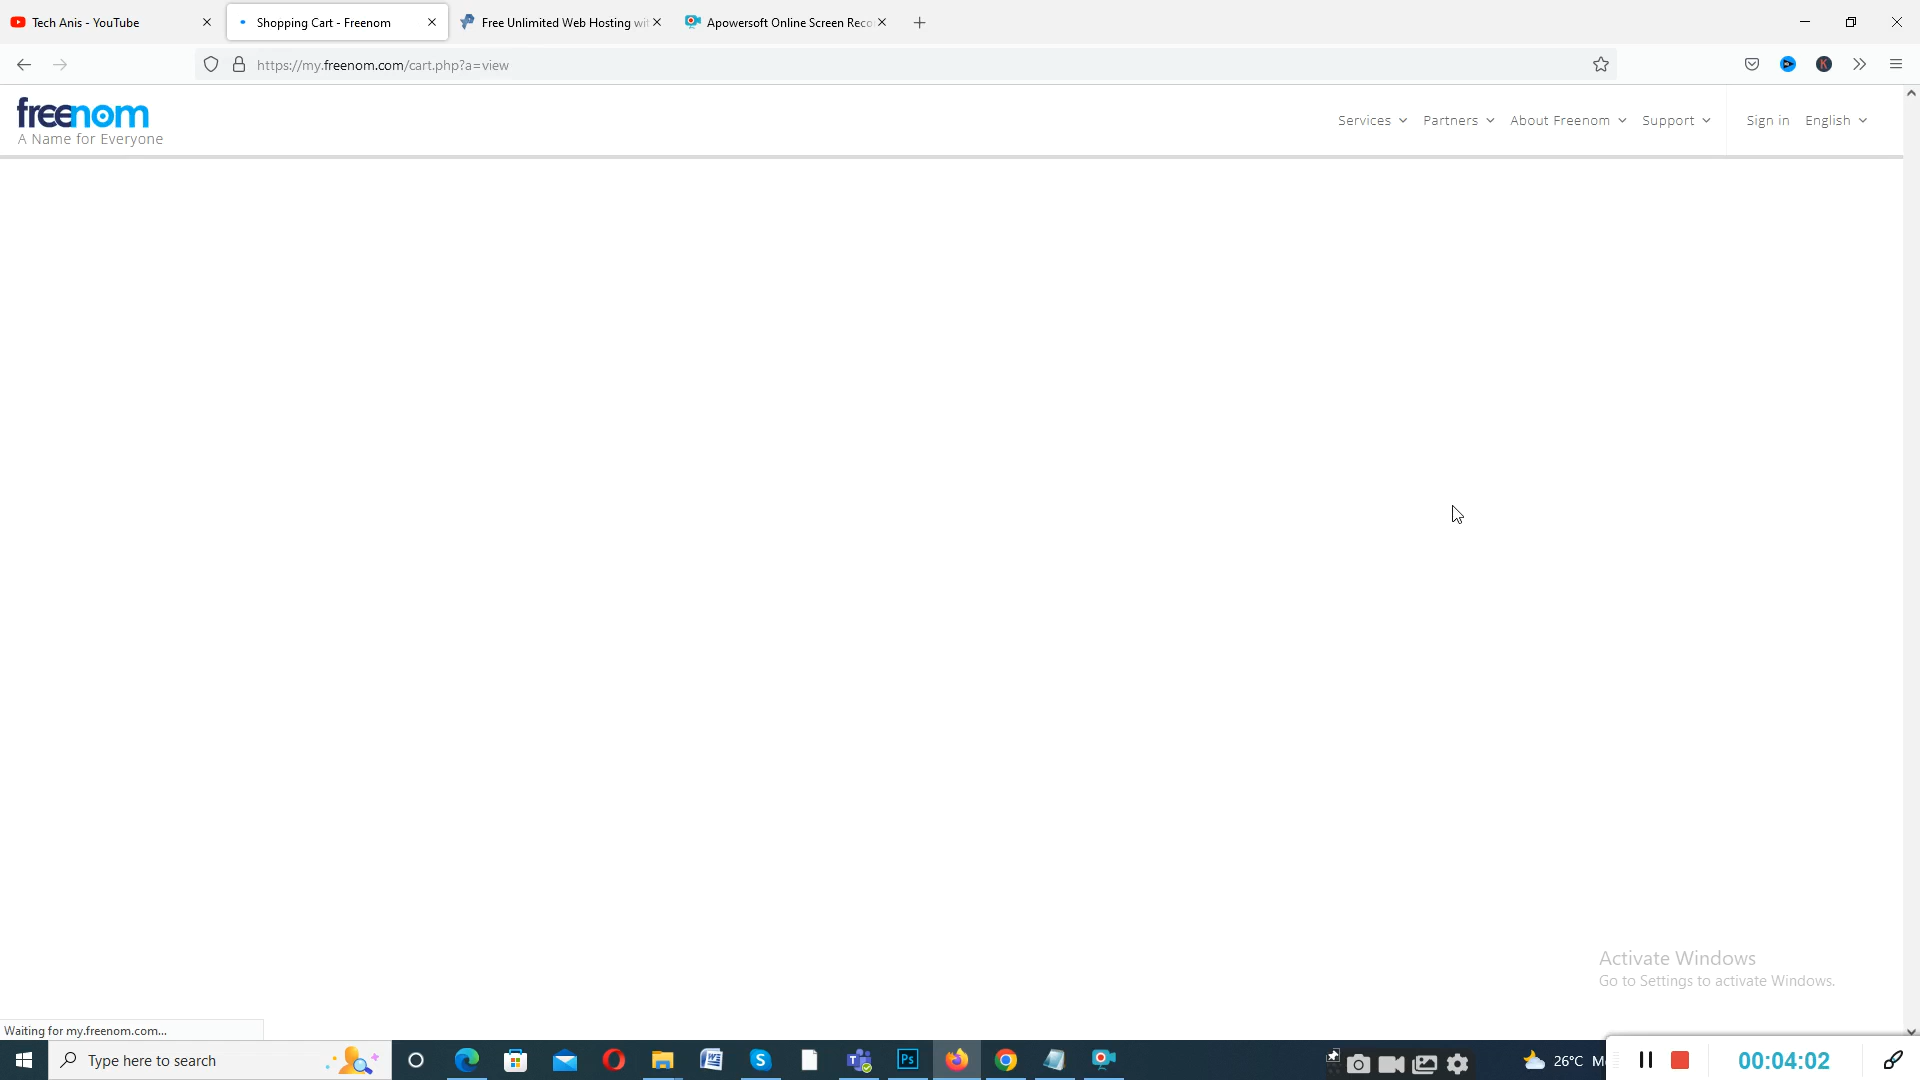 Tech Anis - YouTube
Shopping Cart - Freenom
Free Unlimited Web Hosting wit
Apowersoft Online Screen Reco
https://my.freenom.com/cart.php?a=view
K
freenom
A Name for Everyone
Services
Partners
About Freenom
Support
Sign in
English
Activate Windows
Go to Settings to activate Windows.
Waiting for my.freenom.com...
Type here to search
Ps
26°C
00:04:02